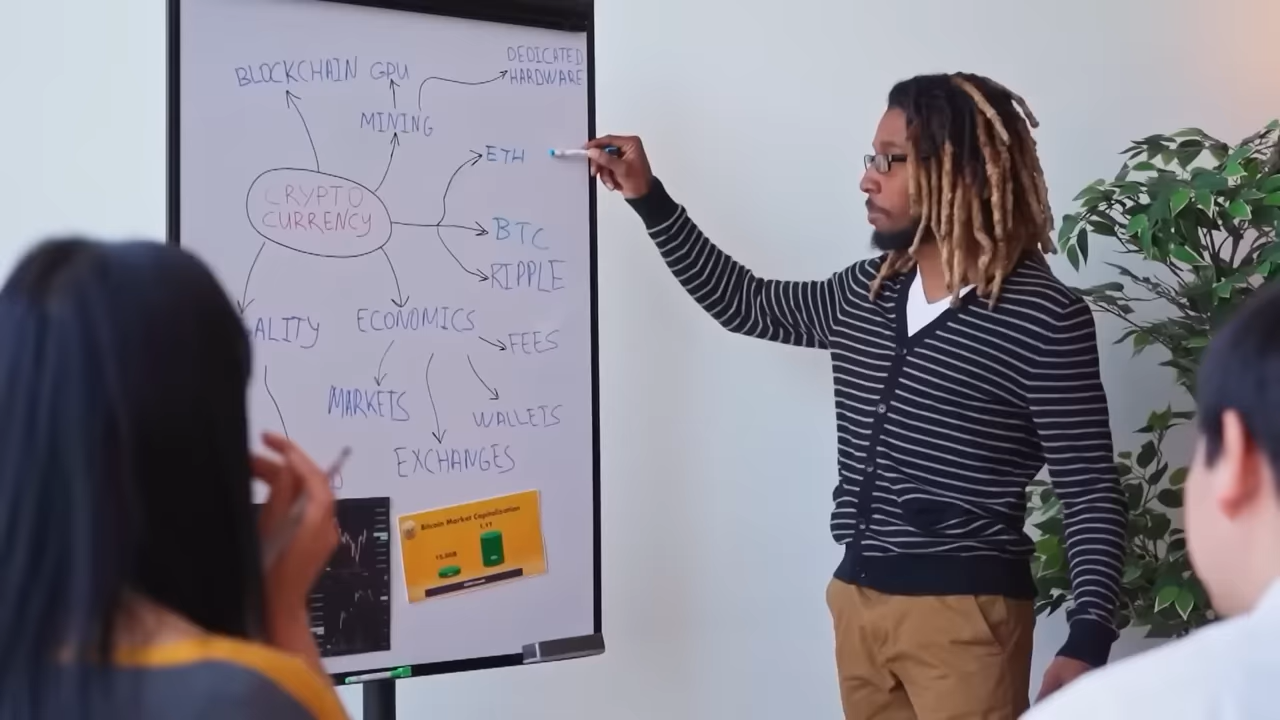 BLOCKCHAIN
GPU
DEDICATED
HARDWARE
MINING
ETH
CRYPTO
CURRENCY
BTC
RIPPLE
ALITY
ECONOMICS
FEES
MARKETS
WALLETS
EXCHANGES
Bitcoin Market Capitalization